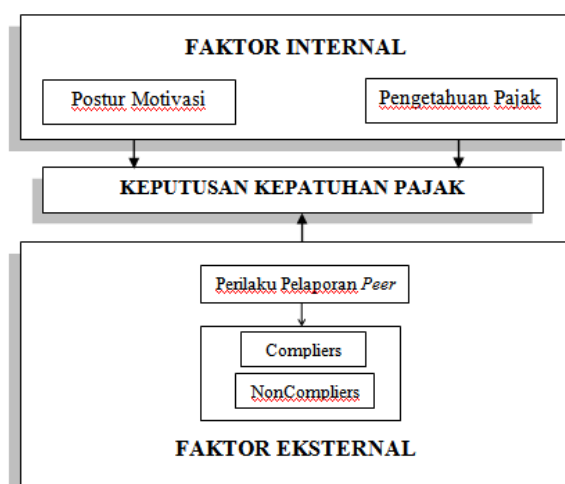 FAKTOR INTERNAL
Postur Motivasi
Pengetahuan Pajak
KEPUTUSAN KEPATUHAN PAJAK
Perilaku Pelaporan Peer
Compliers
NonCompliers
FAKTOR EKSTERNAL